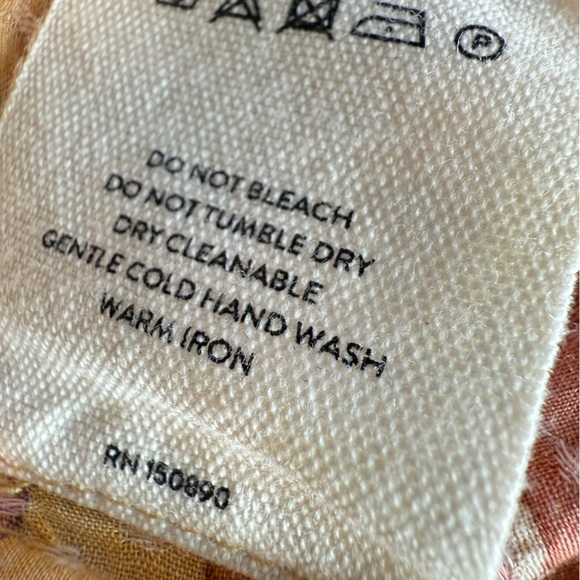 P
DO NOT BLEACH
DO NOT TUMBLE DRY
DRY CLEANABLE
GENTLE COLD HAND WASH
WARM IRON
RN 150890